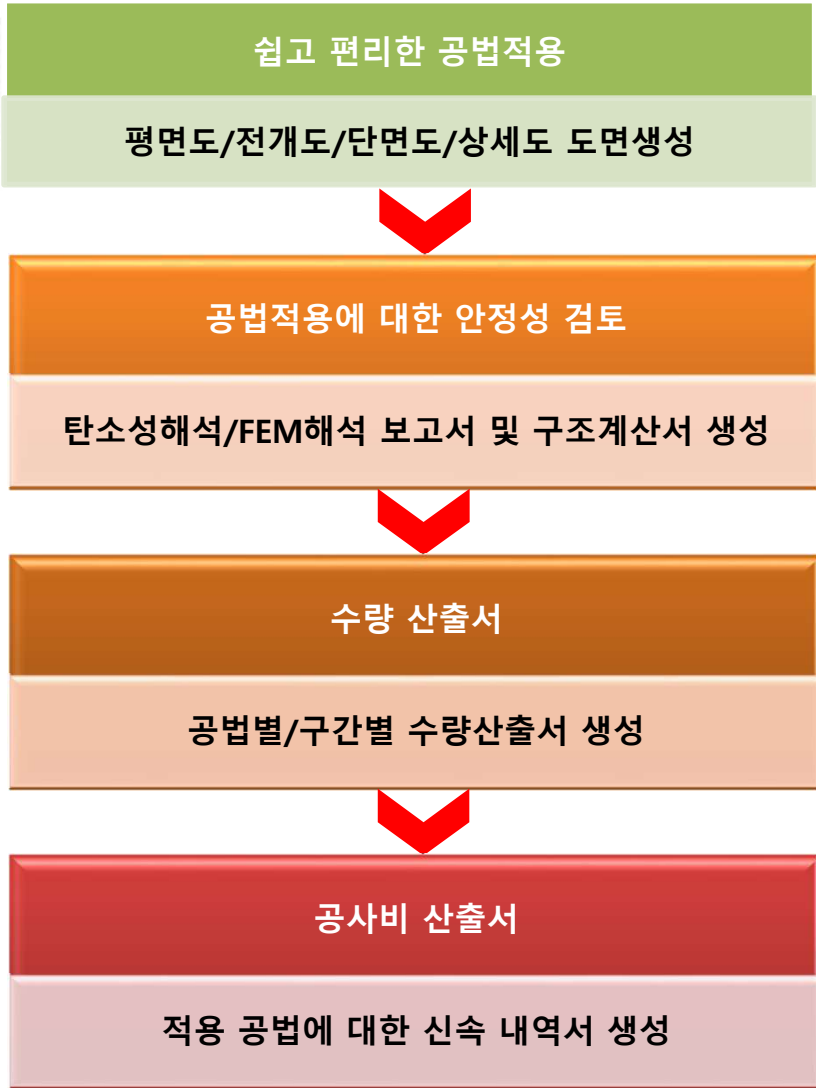 쉽고 편리한 공법적용
평면도/전개도/단면도/상세도 도면생성
공법적용에 대한 안정성 검토
탄소성해석/FEM해석 보고서 및 구조계산서 생성
수량 산출서
공법별/구간별 수량산출서 생성
공사비 산출서
적용 공법에 대한 신속 내역서 생성